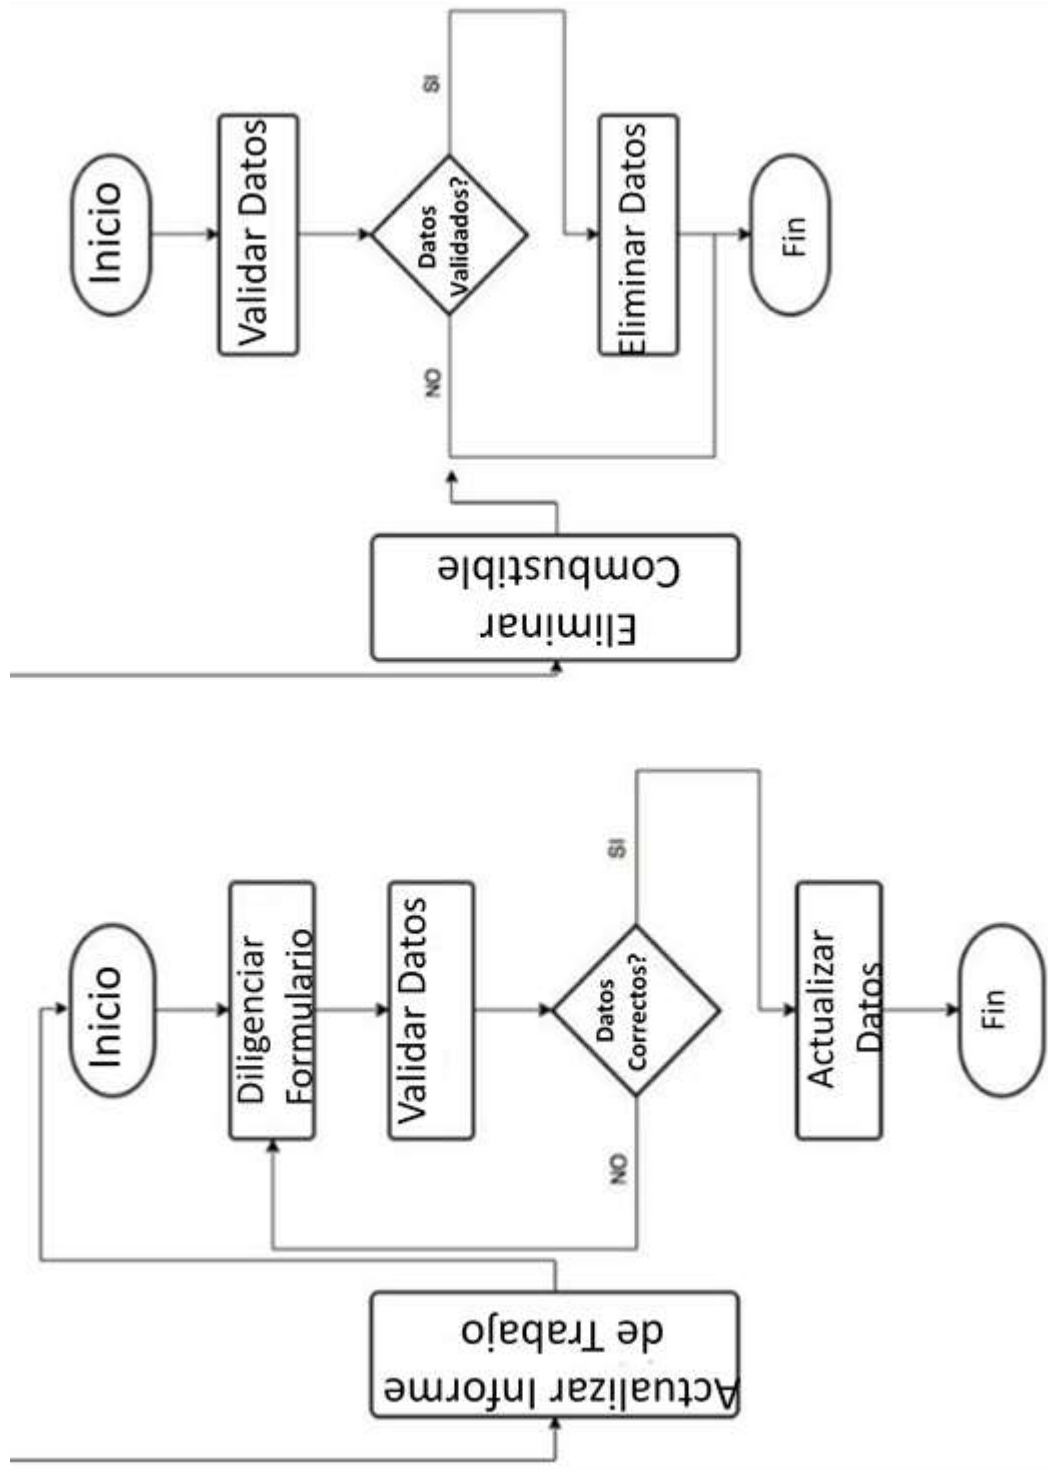 Inicio
Validar Datos
Datos
Validados?
SI
NO
Eliminar Datos
Fin
Eliminar
Combustible
Inicio
Diligenciar
Formulario
Validar Datos
Datos
Correctos?
SI
NO
Actualizar
Datos
Fin
Actualizar Informe
de Trabajo